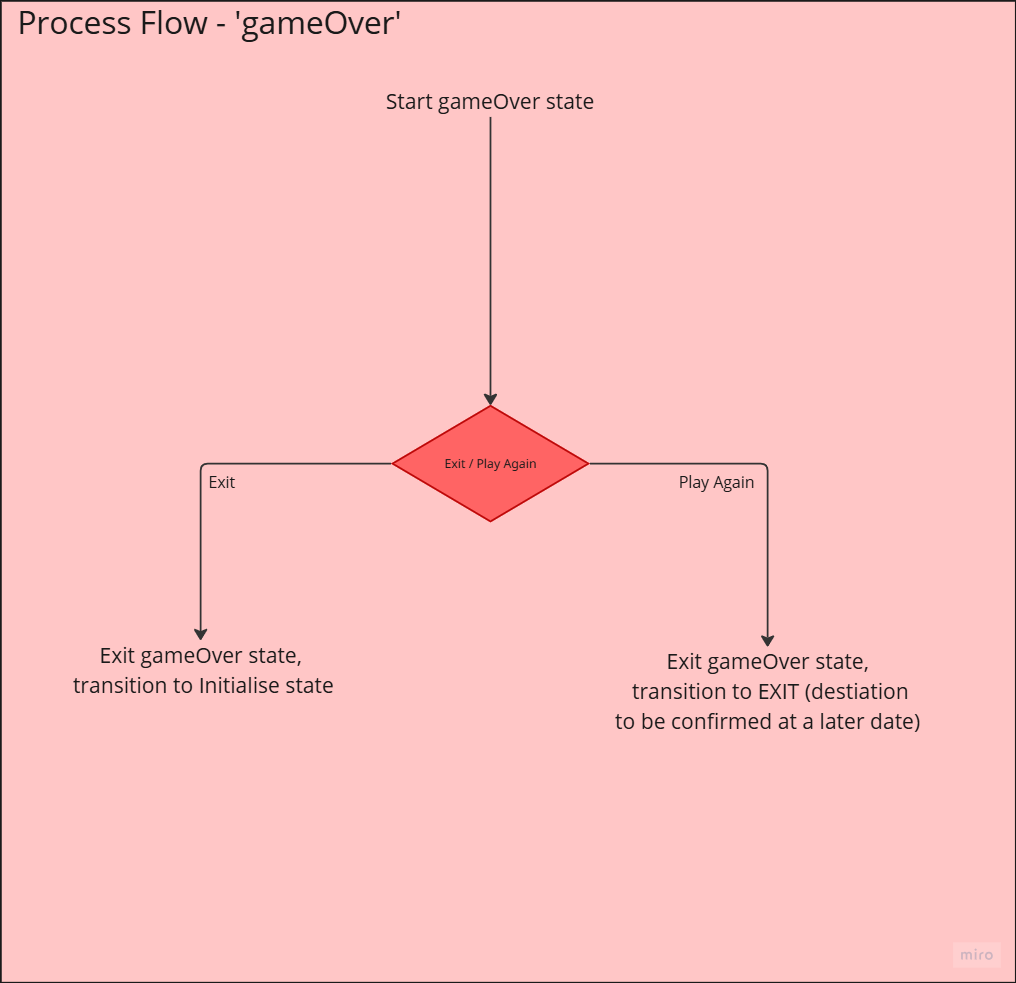 Process Flow - 'gameOver'
Start gameOver state
Exit / Play Again
Exit
Play Again
Exit gameOver state,
transition to Initialise state
Exit gameOver state,
transition to EXIT (destiation
to be confirmed at a later date)
miro